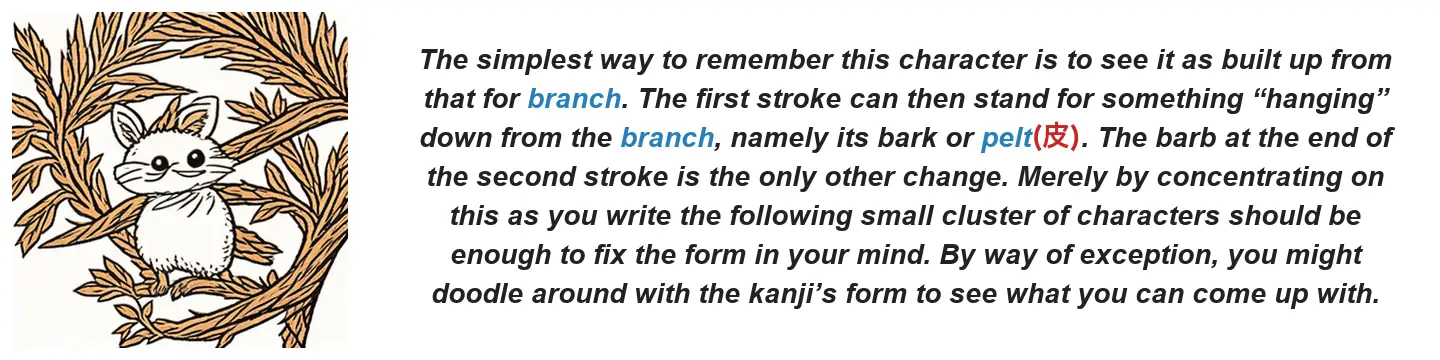 The simplest way to remember this character is to see it as built up from
that for branch. The first stroke can then stand for something “hanging”
down from the branch, namely its bark or pelt(皮). The barb at the end of
the second stroke is the only other change. Merely by concentrating on
this as you write the following small cluster of characters should be
enough to fix the form in your mind. By way of exception, you might
doodle around with the kanji’s form to see what you can come up with.